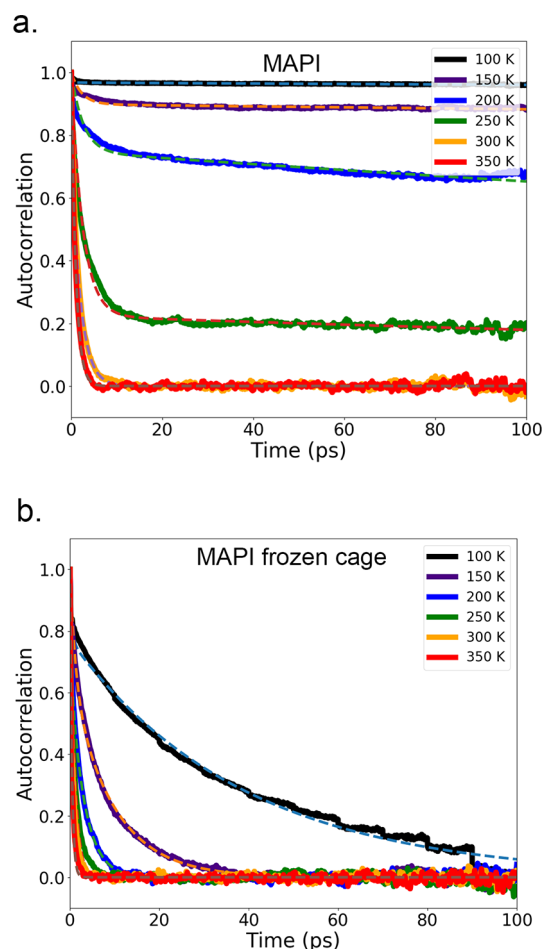 a.
MAPI
100 K
150 K
200 K
250 K
300 K
350 K
Autocorrelation
1.0
0.8
0.6
0.4
0.2
0.0
0
20
40
60
80
100
Time (ps)
b.
MAPI frozen cage
100 K
150 K
200 K
250 K
300 K
350 K
Autocorrelation
1.0
0.8
0.6
0.4
0.2
0.0
0
20
40
60
80
100
Time (ps)